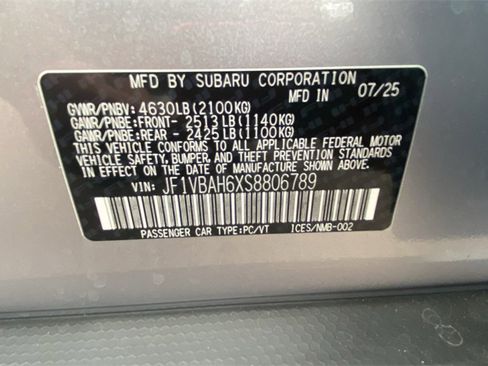 MFD BY SUBARU CORPORATION
MFD IN 07/25
GVWR/PNBV: 4630LB(2100KG)
GAWR/PNBE:FRONT- 2513LB(1140KG)
GAWR/PNBE:REAR - 2425LB(1100KG)
THIS VEHICLE CONFORMS TO ALL APPLICABLE FEDERAL MOTOR
VEHICLE SAFETY, BUMPER, AND THEFT PREVENTION STANDARDS
IN EFFECT ON THE DATE OF MANUFACTURE SHOWN ABOVE.
VIN: JF1VBAH6XS8806789
PASSENGER CAR TYPE:PC/VT ICES/NMB-002